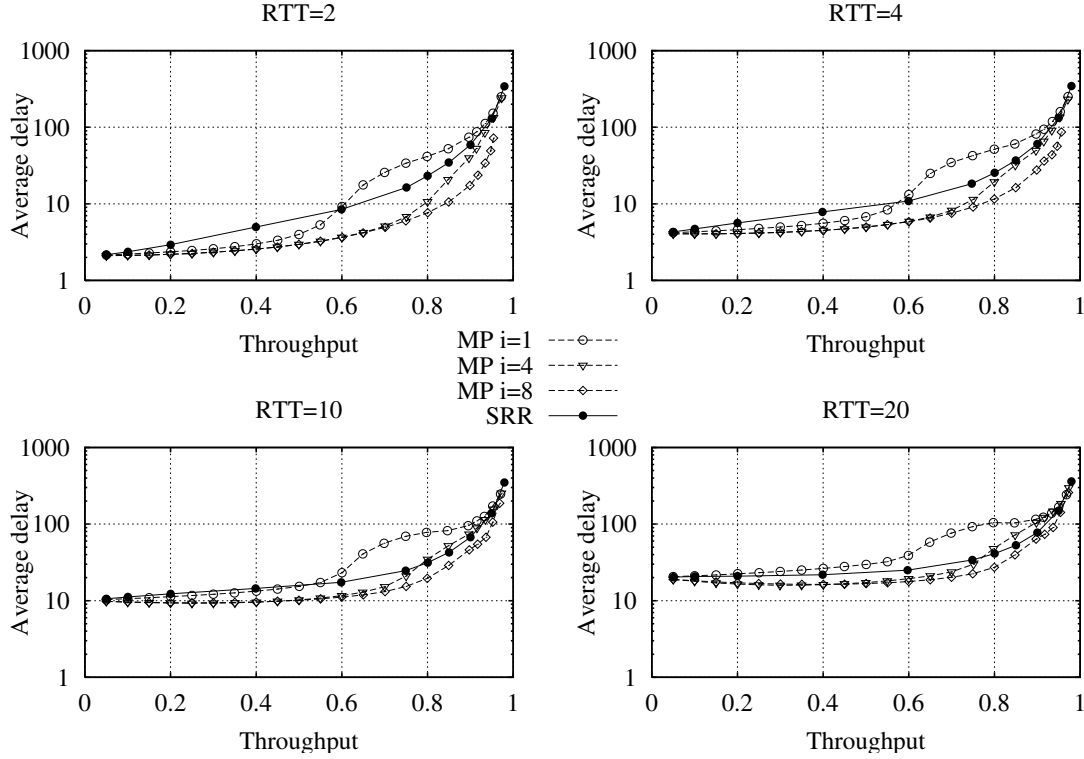 RTT=2
1000
100
10
1
0 0.2 0.4 0.6 0.8 1
Average delay
Throughput
RTT=4
1000
100
10
1
0 0.2 0.4 0.6 0.8 1
Average delay
Throughput
MP i=1
MP i=4
MP i=8
SRR
RTT=10
1000
100
10
1
0 0.2 0.4 0.6 0.8 1
Average delay
Throughput
RTT=20
1000
100
10
1
0 0.2 0.4 0.6 0.8 1
Average delay
Throughput